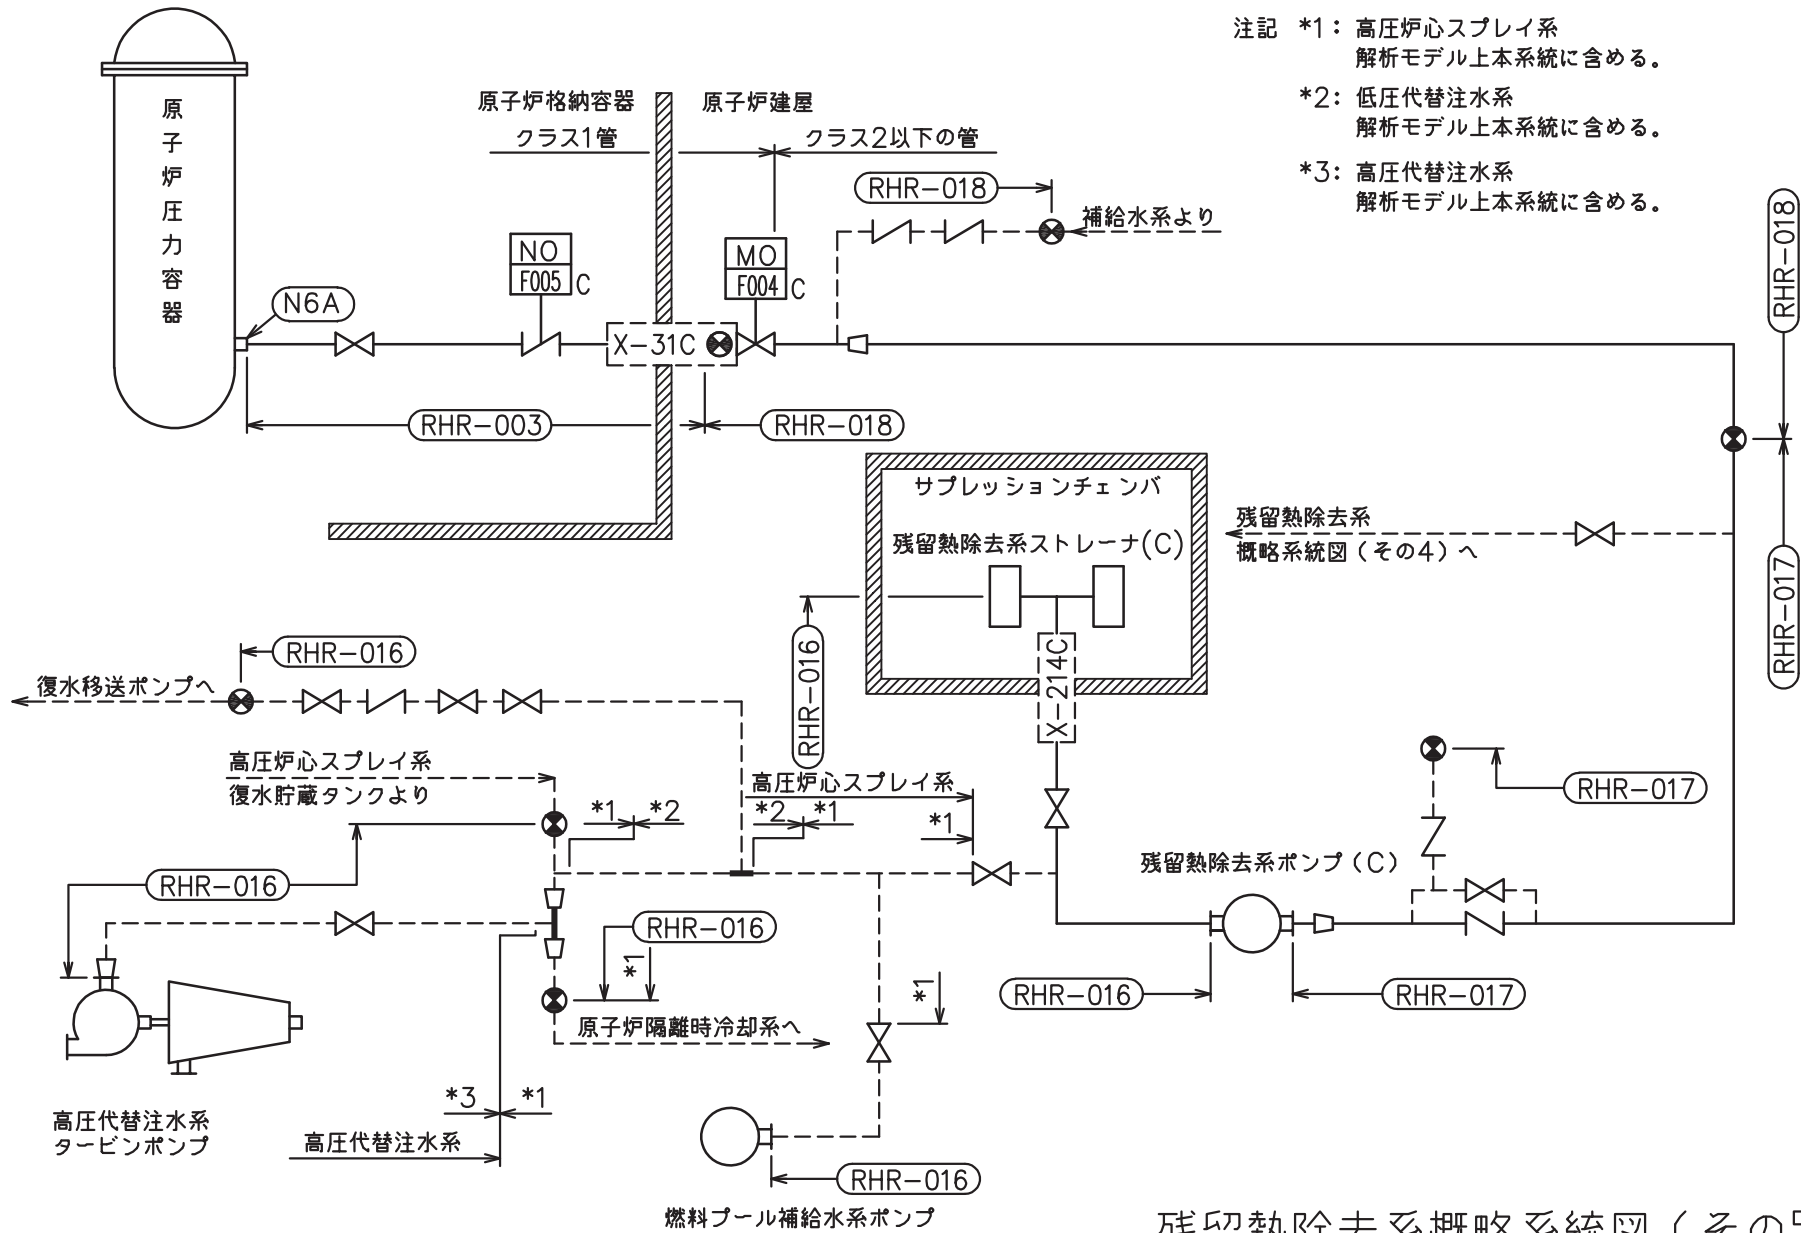 注記 *1: 高圧炉心スプレイ系
解析モデル上本系統に含める。
*2: 低圧代替注水系
解析モデル上本系統に含める。
*3: 高圧代替注水系
解析モデル上本系統に含める。
原子炉圧力容器
原子炉格納容器
原子炉建屋
クラス1管
クラス2以下の管
RHR-018
補給水系より
NO
F005
C
MO
F004
C
N6A
X-31C
RHR-003
RHR-018
RHR-018
RHR-017
サプレッションチェンバ
残留熱除去系ストレーナ(C)
残留熱除去系
概略系統図(その4)へ
RHR-016
X-214C
RHR-016
復水移送ポンプへ
高圧炉心スプレイ系
復水貯蔵タンクより
高圧炉心スプレイ系
*1
*2
*2
*1
*1
RHR-017
残留熱除去系ポンプ(C)
RHR-016
RHR-016
*1
*1
RHR-016
RHR-017
原子炉隔離時冷却系へ
*3
*1
高圧代替注水系
タービンポンプ
高圧代替注水系
RHR-016
燃料プール補給水系ポンプ
残留熱除去系概略系統図(その